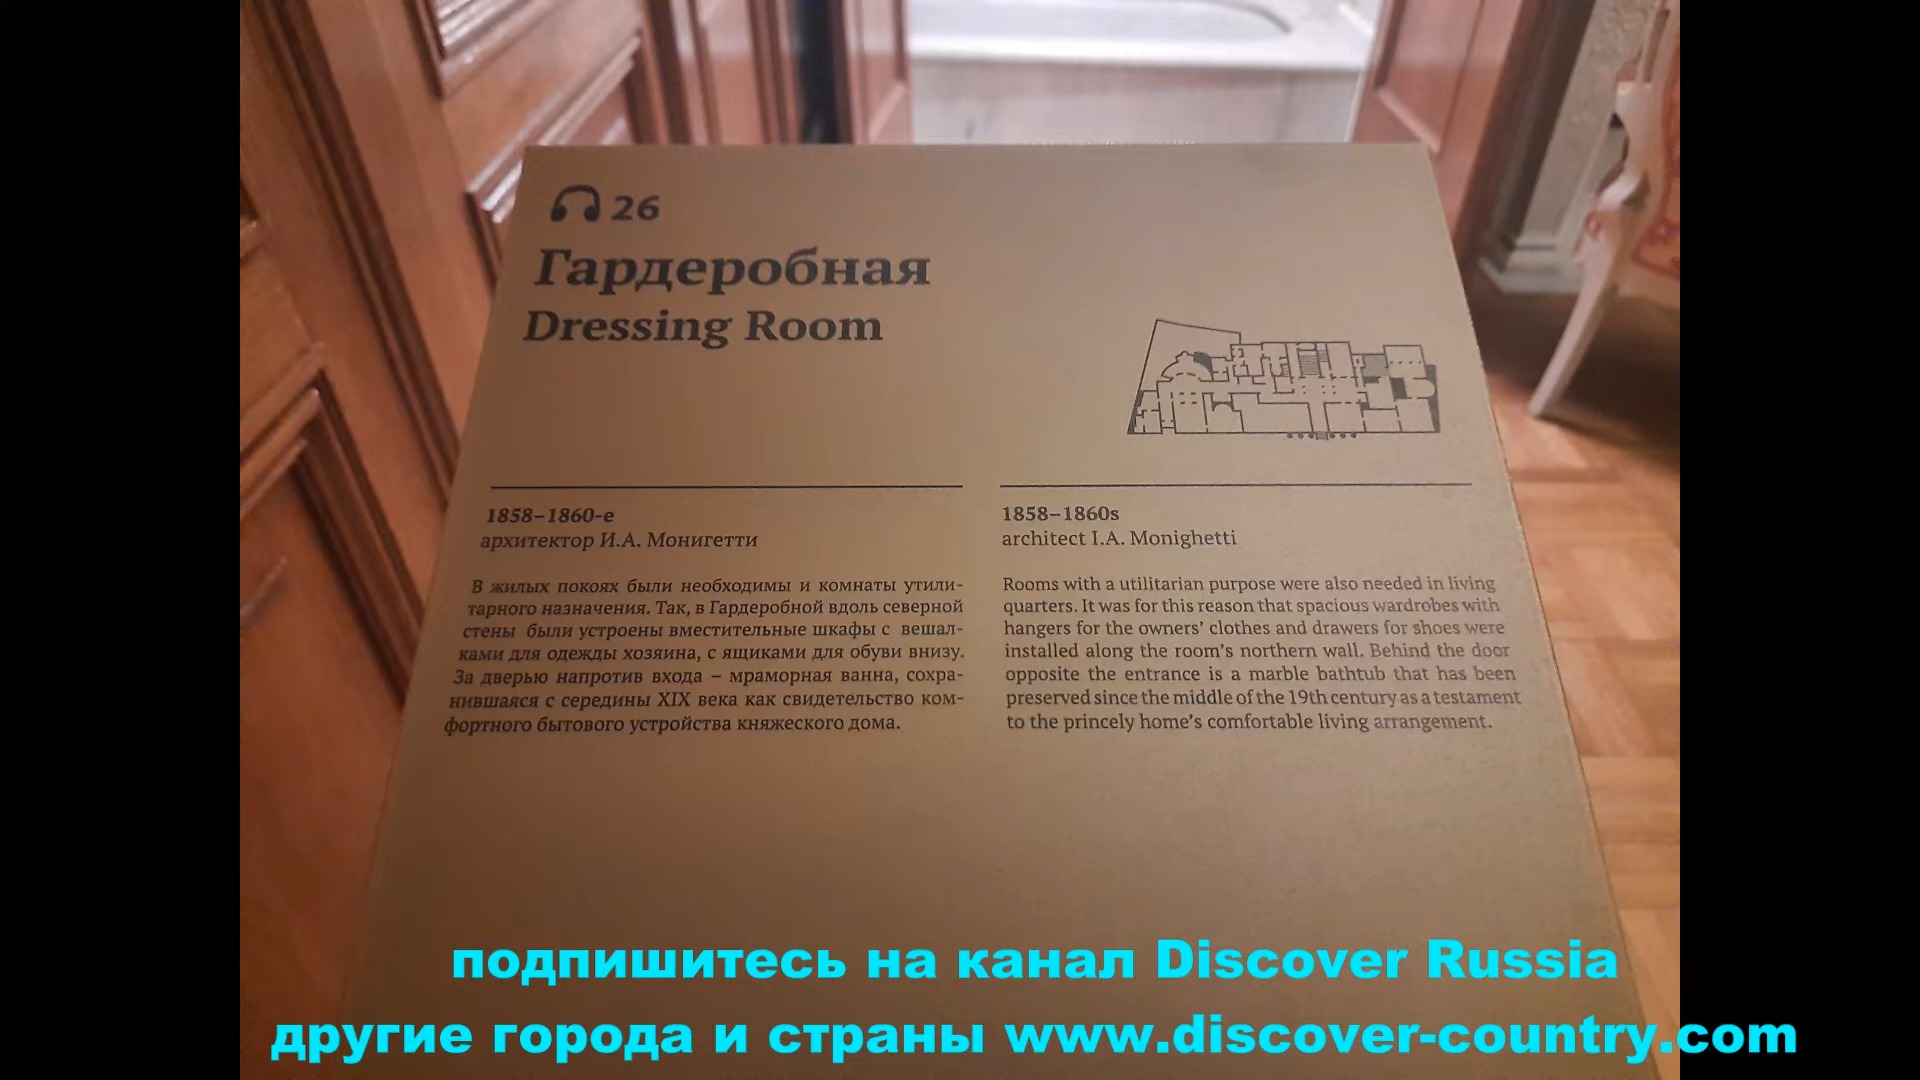 26
Гардеробная
Dressing Room
1858–1860-е
архитектор И.А. Монигетти
В жилых покоях были необходимы и комнаты утили-
тарного назначения. Так, в Гардеробной вдоль северной
стены были устроены вместительные шкафы с вешал-
ками для одежды хозяина, с ящиками для обуви внизу.
За дверью напротив входа – мраморная ванна, сохра-
нившаяся с середины XIX века как свидетельство ком-
фортного бытового устройства княжеского дома.
1858–1860s
architect I.A. Monighetti
Rooms with a utilitarian purpose were also needed in living
quarters. It was for this reason that spacious wardrobes with
hangers for the owners’ clothes and drawers for shoes were
installed along the room’s northern wall. Behind the door
opposite the entrance is a marble bathtub that has been
preserved since the middle of the 19th century as a testament
to the princely home’s comfortable living arrangement.
подпишитесь на канал Discover Russia
другие города и страны www.discover-country.com